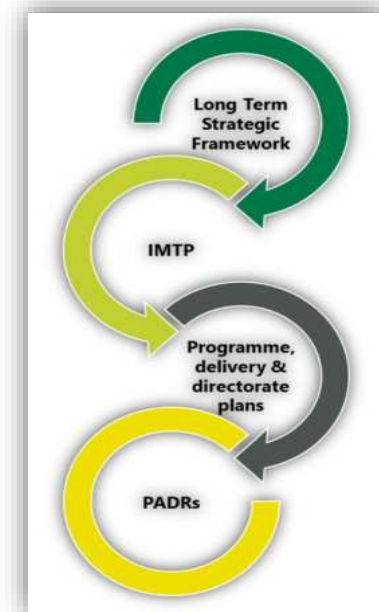 Long Term
Strategic
Framework
IMTP
Programme,
delivery &
directorate
plans
PADRs